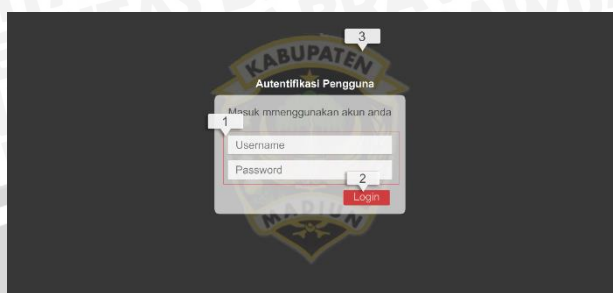 3
KABUPATEN
Autentifikasi Pengguna
Masuk mmenggunakan akun anda
1
Username
Password
2
Login
MADIUN